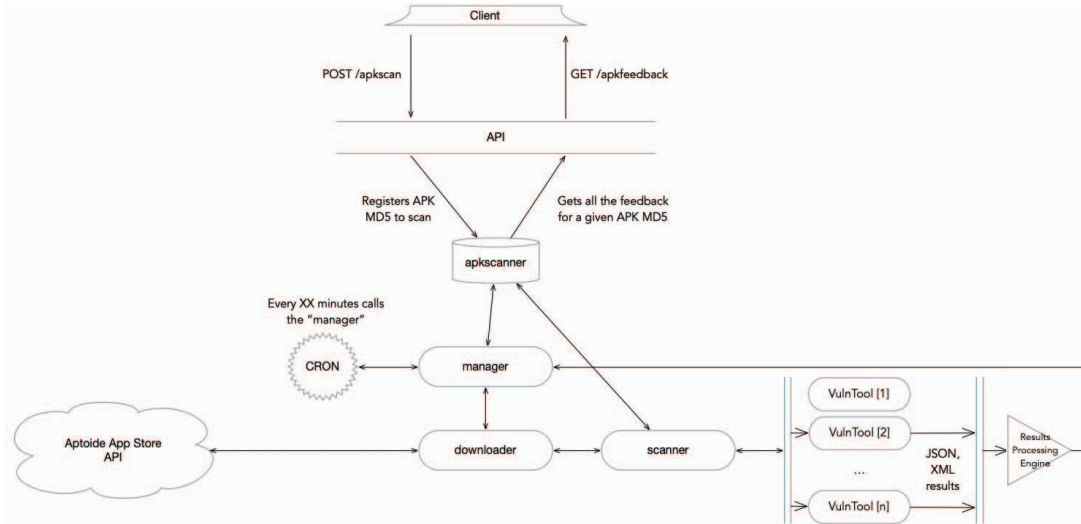 Client
POST /apkscan
GET /apkfeedback
API
Registers APK
MD5 to scan
Gets all the feedback
for a given APK MD5
apkscanner
Every XX minutes calls
the “manager”
CRON
manager
Aptoide App Store
API
downloader
scanner
VulnTool [1]
VulnTool [2]
...
VulnTool [n]
JSON,
XML
results
Results
Processing
Engine